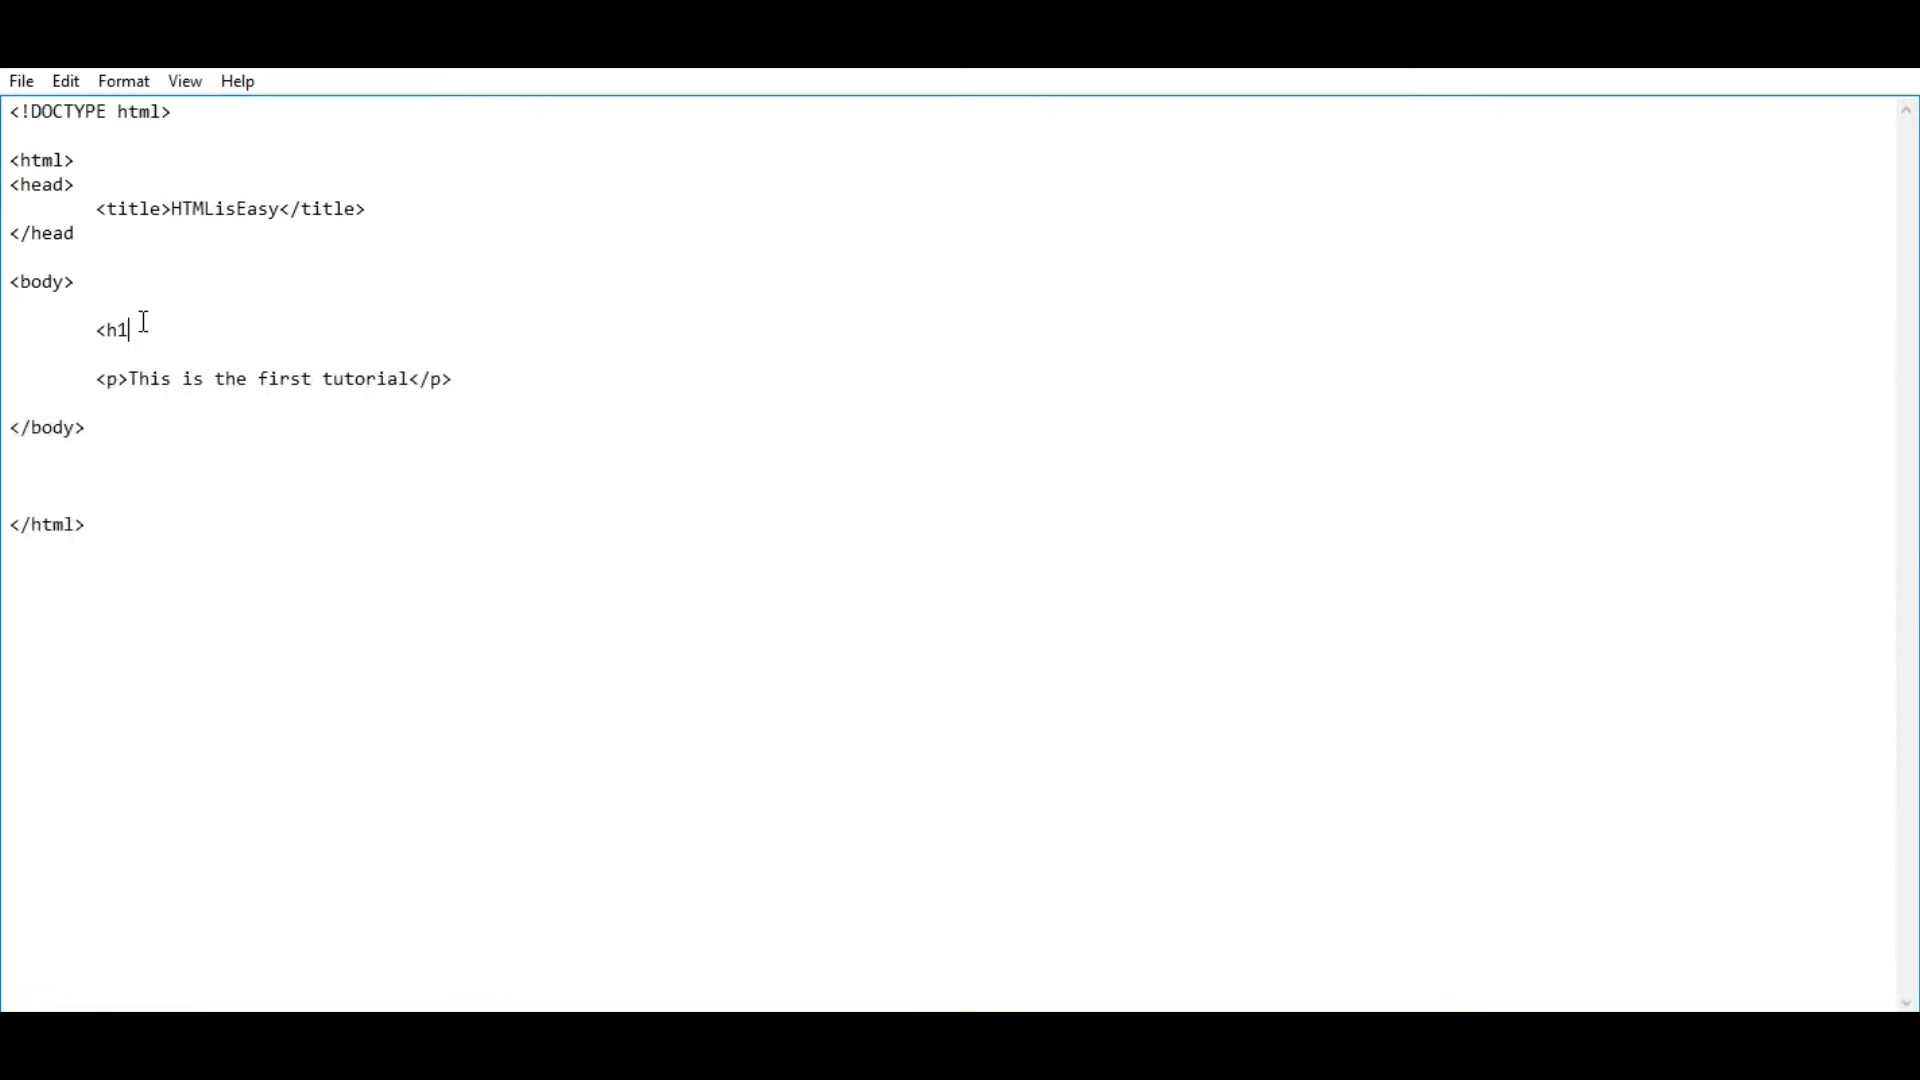 File Edit Format View Help
<!DOCTYPE html>
<html>
<head>
<title>HTMLisEasy</title>
</head
<body>
<h1
<p>This is the first tutorial</p>
</body>
</html>